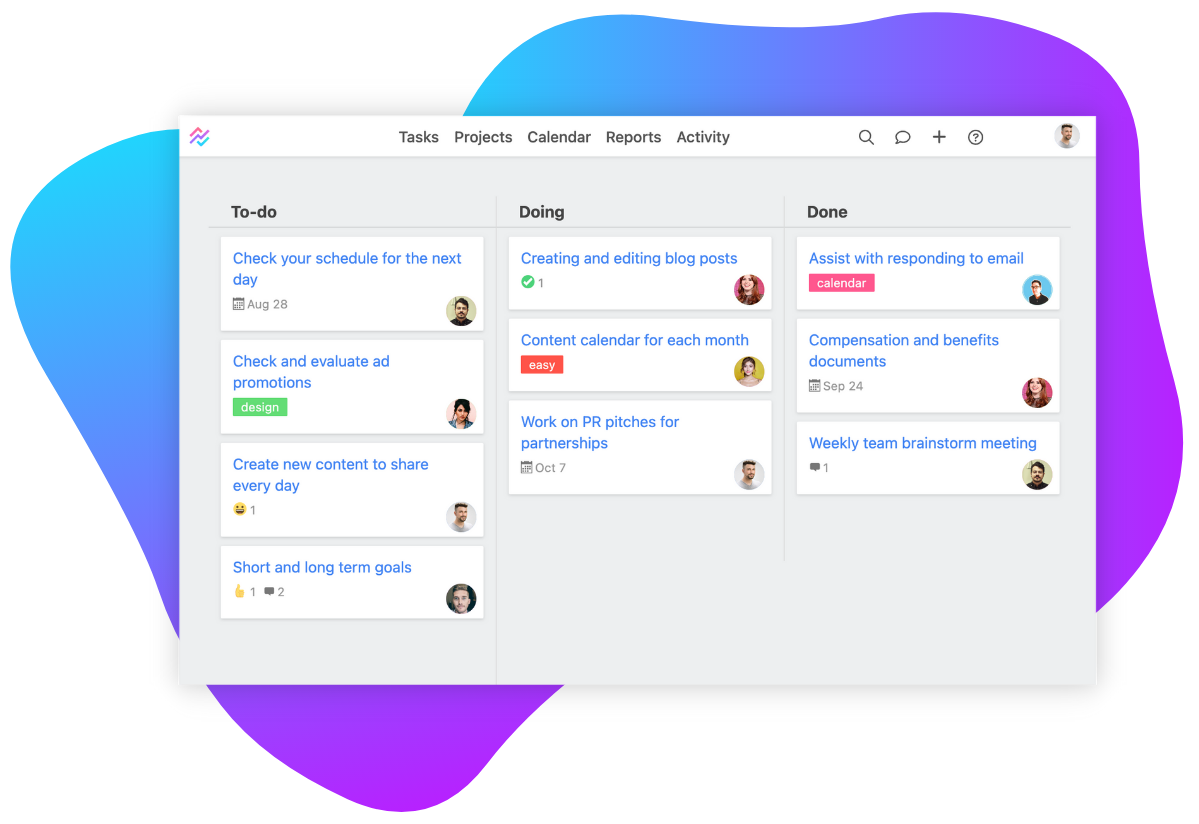 Tasks Projects Calendar Reports Activity
To-do
Check your schedule for the next
day
Aug 28
Check and evaluate ad
promotions
design
Create new content to share
every day
1
Short and long term goals
1 2
Doing
Creating and editing blog posts
1
Content calendar for each month
easy
Work on PR pitches for
partnerships
Oct 7
Done
Assist with responding to email
calendar
Compensation and benefits
documents
Sep 24
Weekly team brainstorm meeting
1